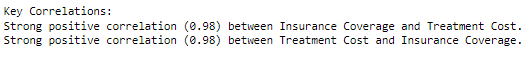 Key Correlations:
Strong positive correlation (0.98) between Insurance Coverage and Treatment Cost.
Strong positive correlation (0.98) between Treatment Cost and Insurance Coverage.